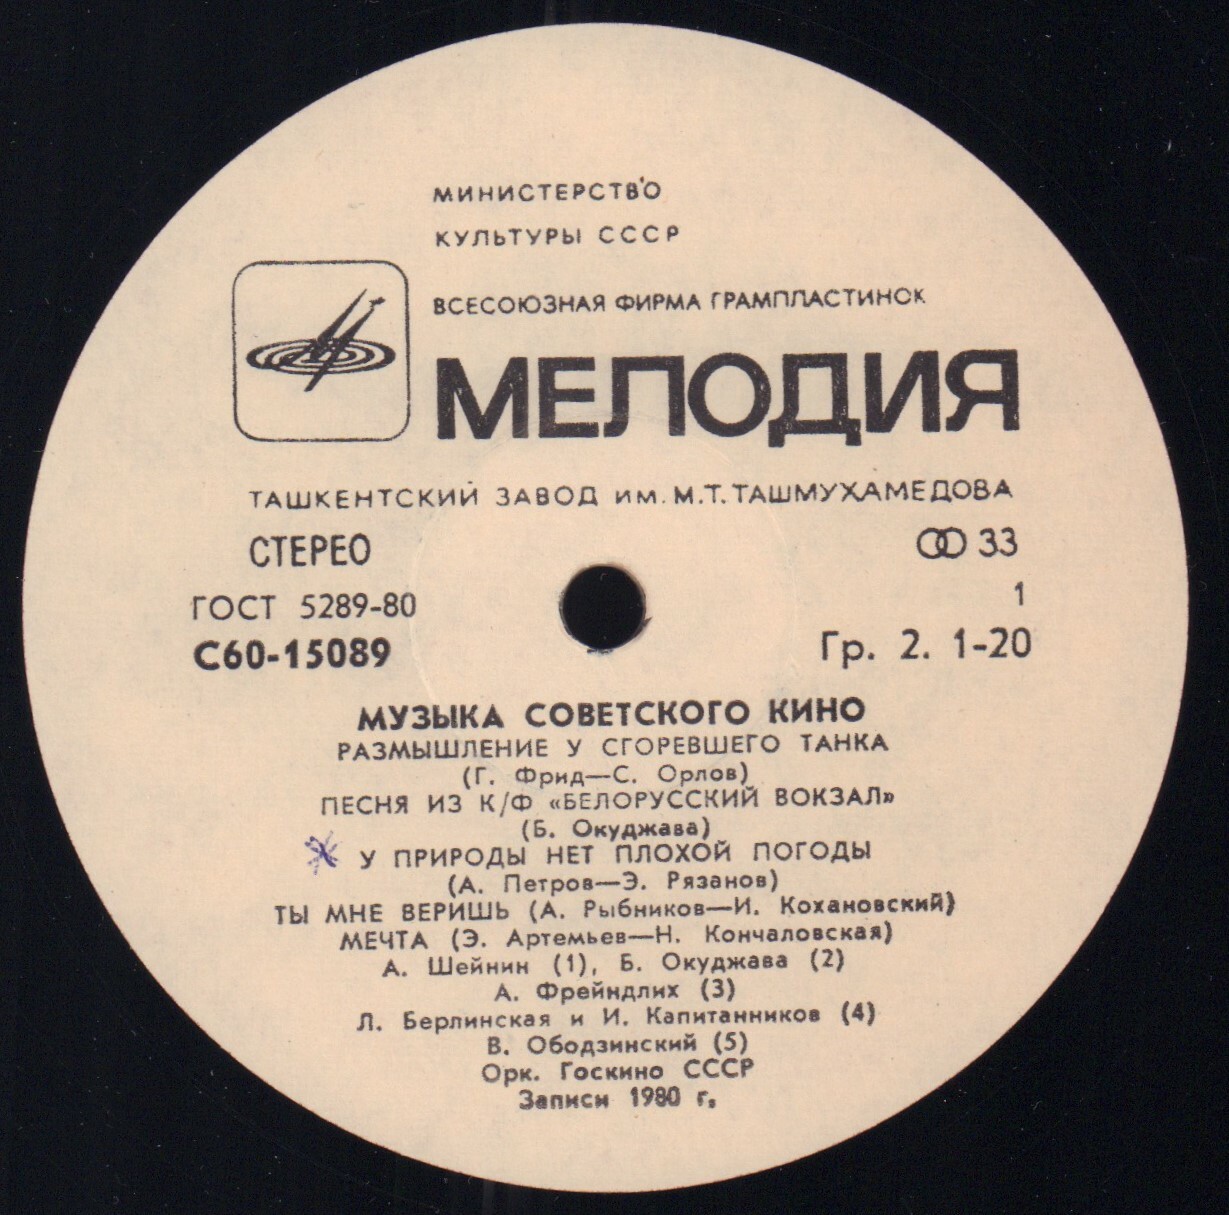 МИНИСТЕРСТВО
КУЛЬТУРЫ СССР
ВСЕСОЮЗНАЯ ФИРМА ГРАМПЛАСТИНОК
МЕЛОДИЯ
ТАШКЕНТСКИЙ ЗАВОД ИМ. М.Т. ТАШМУХАМЕДОВА
СТЕРЕО 33
ГОСТ 5289-80 1
С60-15089 Гр. 2. 1-20
МУЗЫКА СОВЕТСКОГО КИНО
РАЗМЫШЛЕНИЕ У СГОРЕВШЕГО ТАНКА
(Г. Фрид—С. Орлов)
ПЕСНЯ ИЗ К/Ф «БЕЛОРУССКИЙ ВОКЗАЛ»
(Б. Окуджава)
У ПРИРОДЫ НЕТ ПЛОХОЙ ПОГОДЫ
(А. Петров—Э. Рязанов)
ТЫ МНЕ ВЕРИШЬ (А. Рыбников—И. Кохановский)
МЕЧТА (Э. Артемьев—Н. Кончаловская)
А. Шейнин (1), Б. Окуджава (2)
А. Фрейндлих (3)
Л. Берлинская и И. Капитанников (4)
В. Ободзинский (5)
Орк. Госкино СССР
Записи 1980 г.